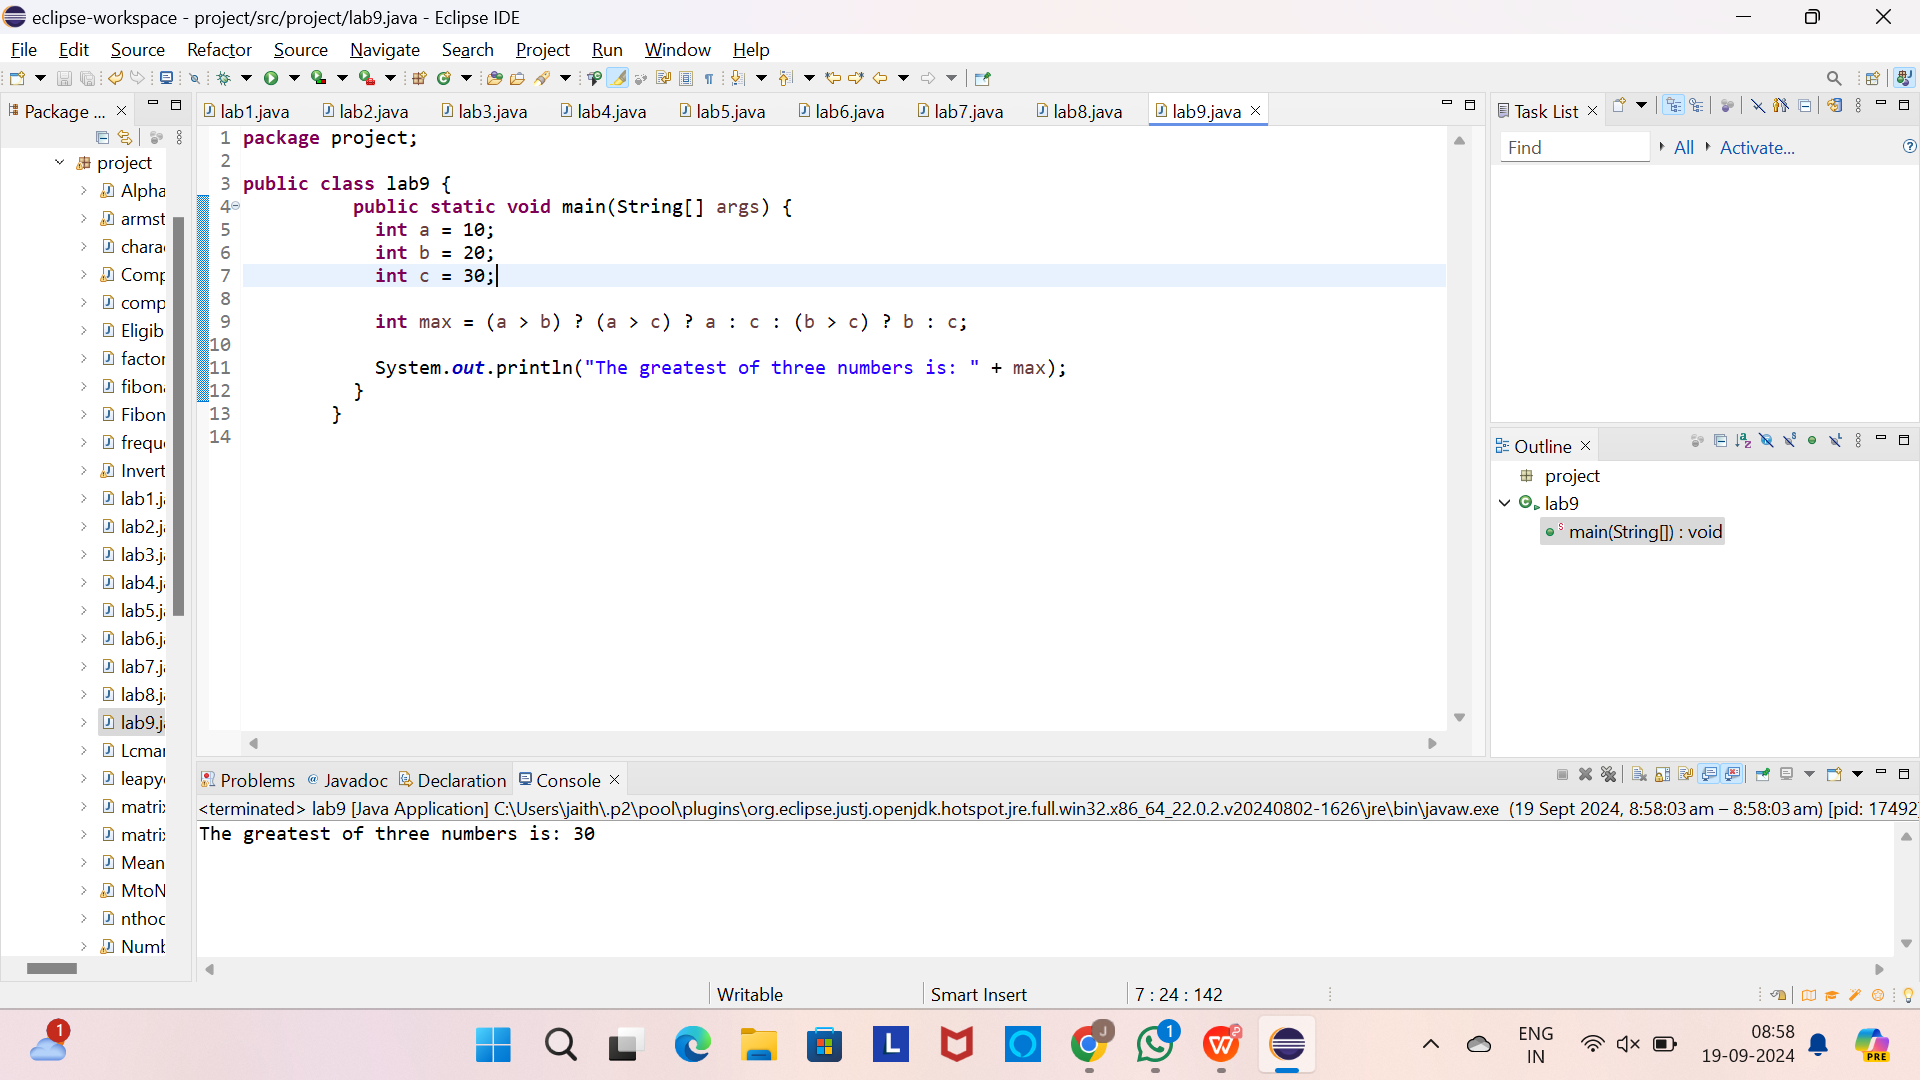 eclipse-workspace - project/src/project/lab9.java - Eclipse IDE
File Edit Source Refactor Source Navigate Search Project Run Window Help
Package ...
lab1.java lab2.java lab3.java lab4.java lab5.java lab6.java lab7.java lab8.java lab9.java
project
Alpha
armst
chara
Comp
comp
Eligib
factor
fibon
Fibon
frequ
Invert
lab1.j
lab2.j
lab3.j
lab4.j
lab5.j
lab6.j
lab7.j
lab8.j
lab9.j
Lcmar
leapy
matrix
matri
Mean
MtoN
nthoc
Numb
1 package project;
2
3 public class lab9 {
4 public static void main(String[] args) {
5 int a = 10;
6 int b = 20;
7 int c = 30;
8
9 int max = (a > b) ? (a > c) ? a : c : (b > c) ? b : c;
10
11 System.out.println("The greatest of three numbers is: " + max);
12 }
13 }
14
Task List
Find All Activate...
Outline
project
lab9
main(String[]) : void
Problems Javadoc Declaration Console
<terminated> lab9 [Java Application] C:\Users\jaith\.p2\pool\plugins\org.eclipse.justj.openjdk.hotspot.jre.full.win32.x86_64_22.0.2.v20240802-1626\jre\bin\javaw.exe (19 Sept 2024, 8:58:03 am – 8:58:03 am) [pid: 17492
The greatest of three numbers is: 30
Writable Smart Insert 7 : 24 : 142
1
L
J
1
W
ENG
IN
08:58
19-09-2024
PRE